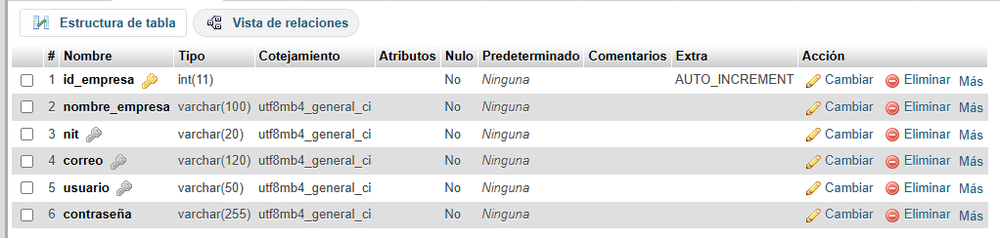 Estructura de tabla Vista de relaciones
# Nombre Tipo Cotejamiento Atributos Nulo Predeterminado Comentarios Extra Acción
1 id_empresa int(11) No Ninguna AUTO_INCREMENT Cambiar Eliminar Más
2 nombre_empresa varchar(100) utf8mb4_general_ci No Ninguna Cambiar Eliminar Más
3 nit varchar(20) utf8mb4_general_ci No Ninguna Cambiar Eliminar Más
4 correo varchar(120) utf8mb4_general_ci No Ninguna Cambiar Eliminar Más
5 usuario varchar(50) utf8mb4_general_ci No Ninguna Cambiar Eliminar Más
6 contraseña varchar(255) utf8mb4_general_ci No Ninguna Cambiar Eliminar Más